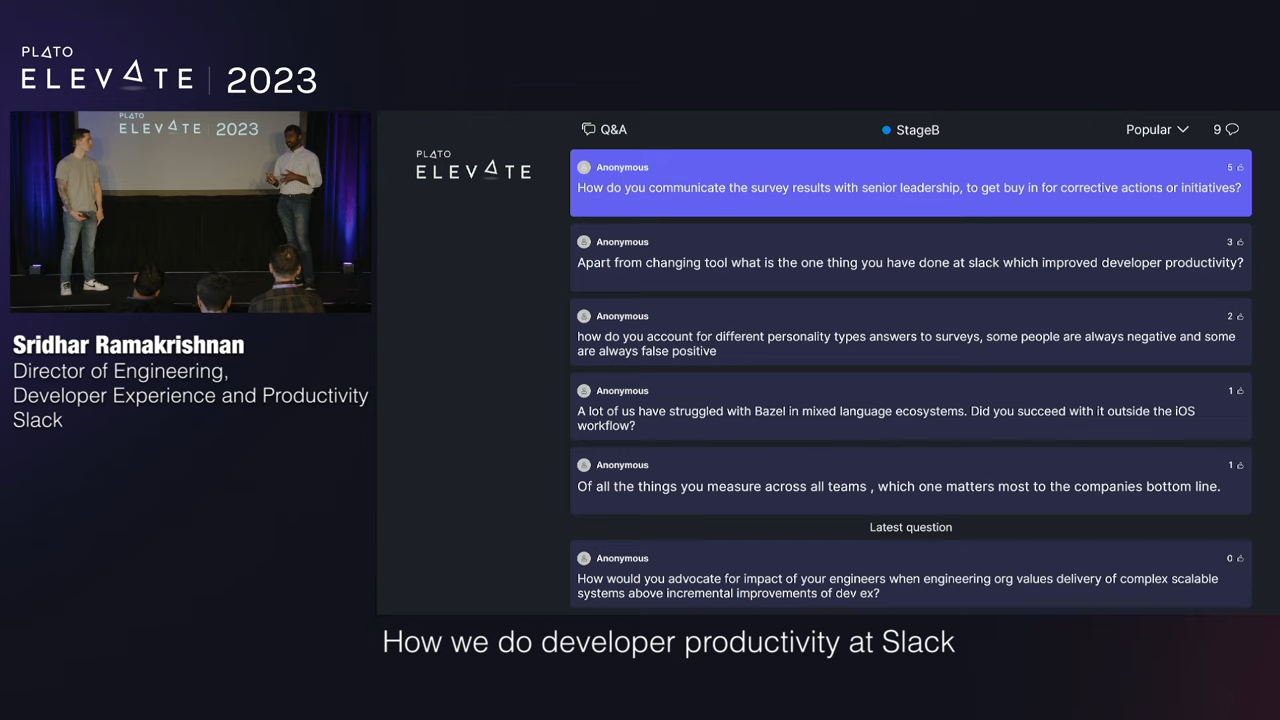 PLATO
ELEVATE | 2023
PLATO
ELEVATE 2023
Sridhar Ramakrishnan
Director of Engineering,
Developer Experience and Productivity
Slack
Q&A
StageB
Popular
9
PLATO
ELEVATE
Anonymous
5
How do you communicate the survey results with senior leadership, to get buy in for corrective actions or initiatives?
Anonymous
3
Apart from changing tool what is the one thing you have done at slack which improved developer productivity?
Anonymous
2
how do you account for different personality types answers to surveys, some people are always negative and some
are always false positive
Anonymous
1
A lot of us have struggled with Bazel in mixed language ecosystems. Did you succeed with it outside the iOS
workflow?
Anonymous
1
Of all the things you measure across all teams , which one matters most to the companies bottom line.
Latest question
Anonymous
0
How would you advocate for impact of your engineers when engineering org values delivery of complex scalable
systems above incremental improvements of dev ex?
How we do developer productivity at Slack